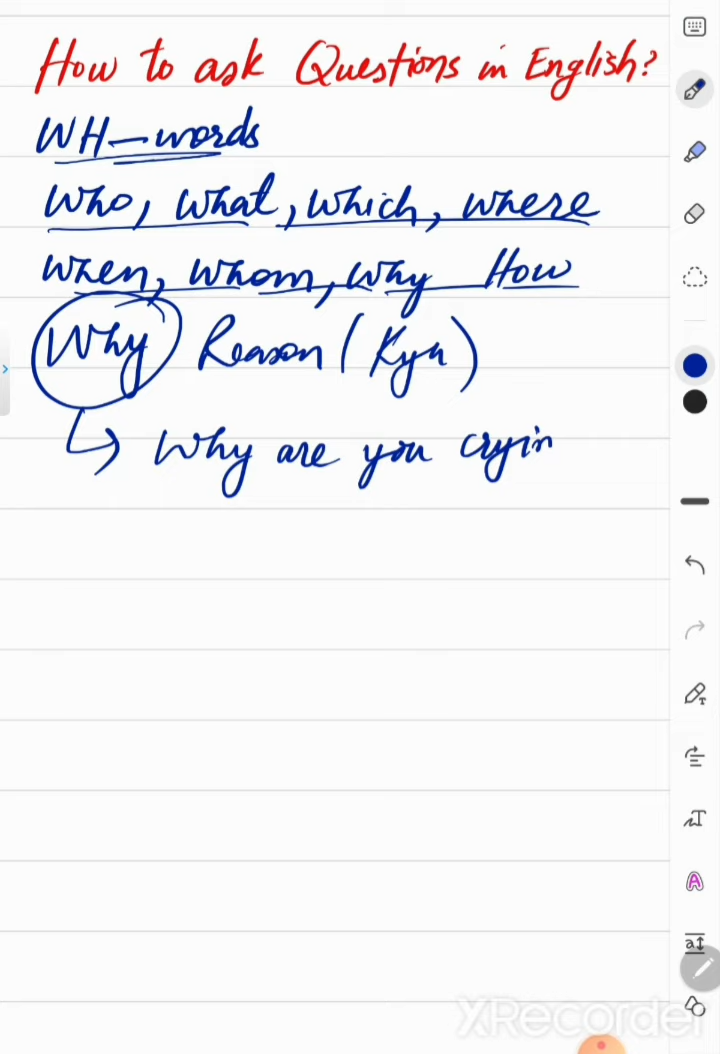 How to ask Questions in English?
WH-words
Who, what, which, where
when, whom, why How
Why Reason (Kyu)
Why are you cryin
XRecorder